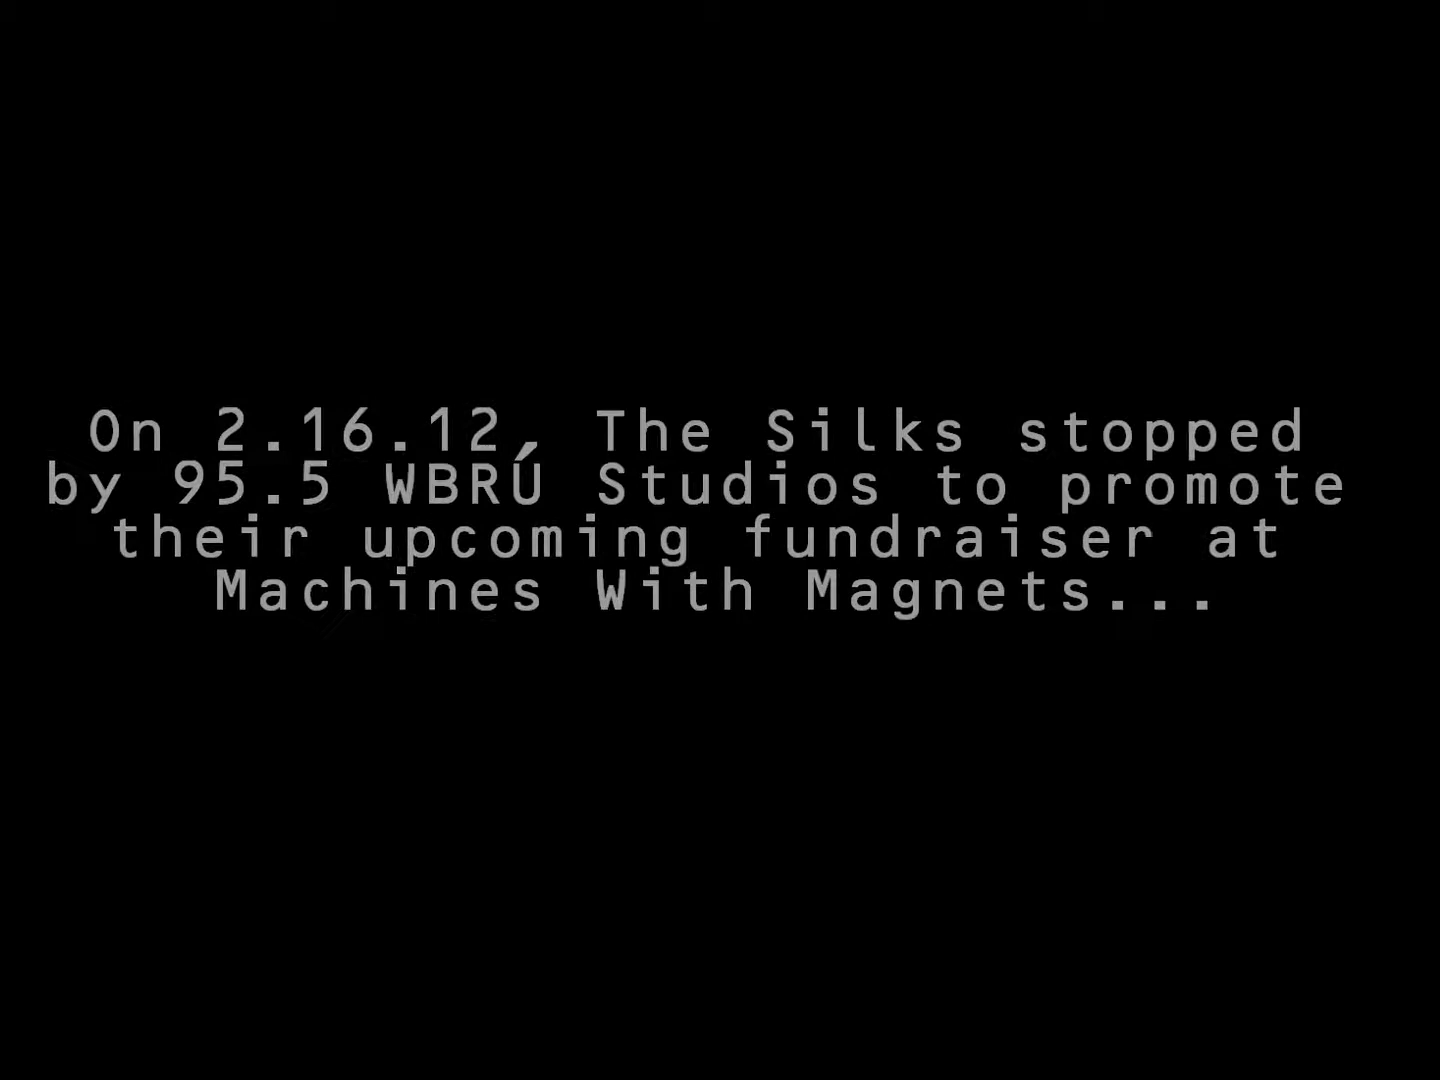 On 2.16.12, The Silks stopped
by 95.5 WBRÚ Studios to promote
their upcoming fundraiser at
Machines With Magnets...